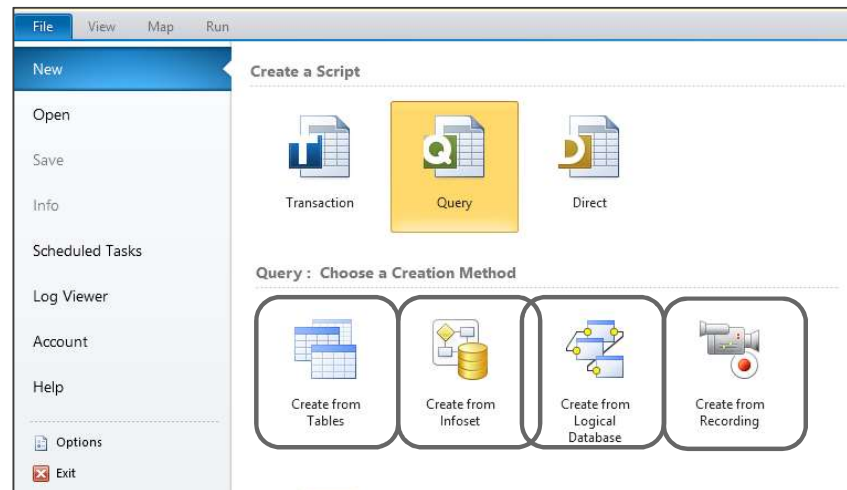 File View Map Run
New
Open
Save
Info
Scheduled Tasks
Log Viewer
Account
Help
Options
Exit
Create a Script
T Q D
Transaction Query Direct
Query : Choose a Creation Method
Create from Create from Create from Create from
Tables Infoset Logical Recording
Database